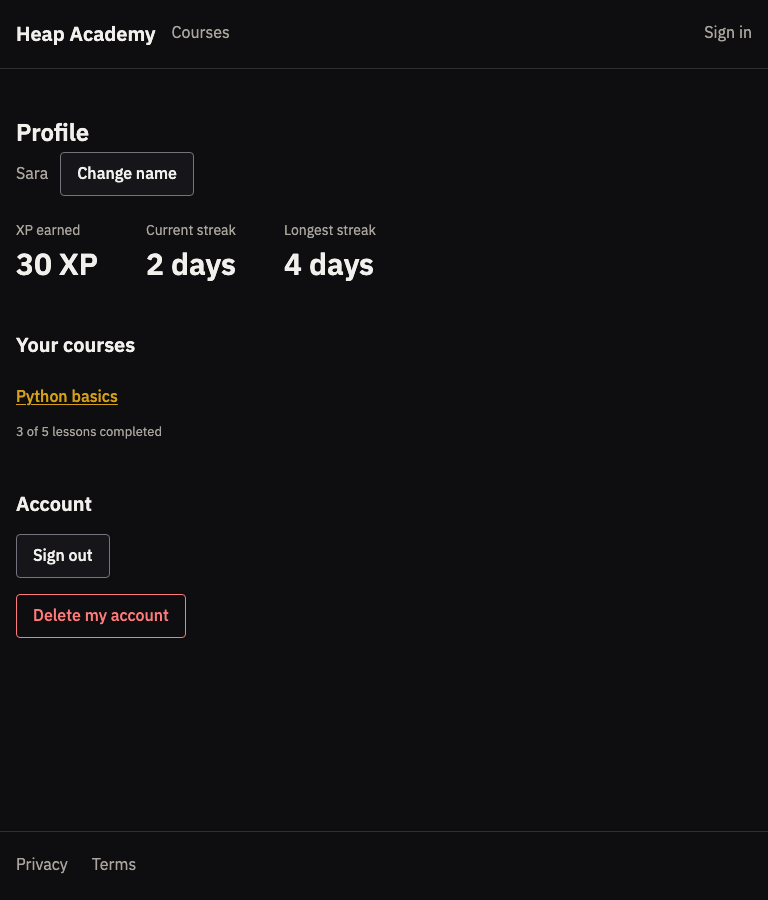 Heap Academy Courses Sign in
Profile
Sara Change name
XP earned Current streak Longest streak
30 XP 2 days 4 days
Your courses
Python basics
3 of 5 lessons completed
Account
Sign out
Delete my account
Privacy Terms